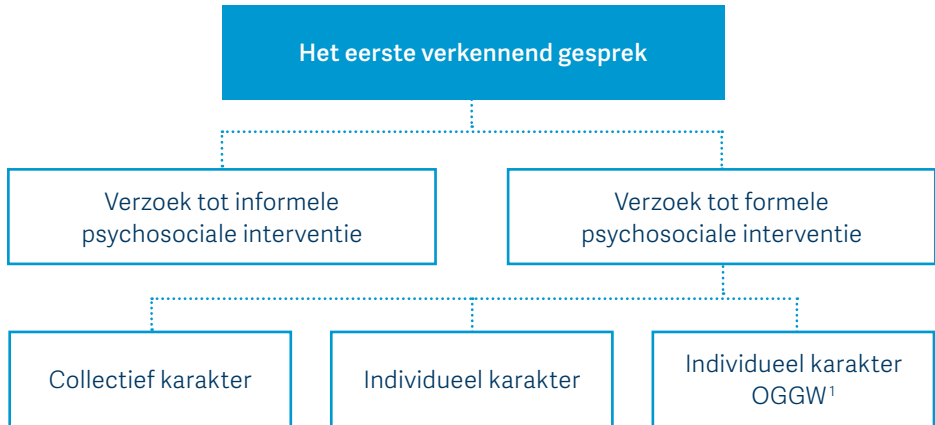 Het eerste verkennend gesprek
Verzoek tot informele
psychosociale interventie
Verzoek tot formele
psychosociale interventie
Collectief karakter
Individueel karakter
Individueel karakter
OGGW¹